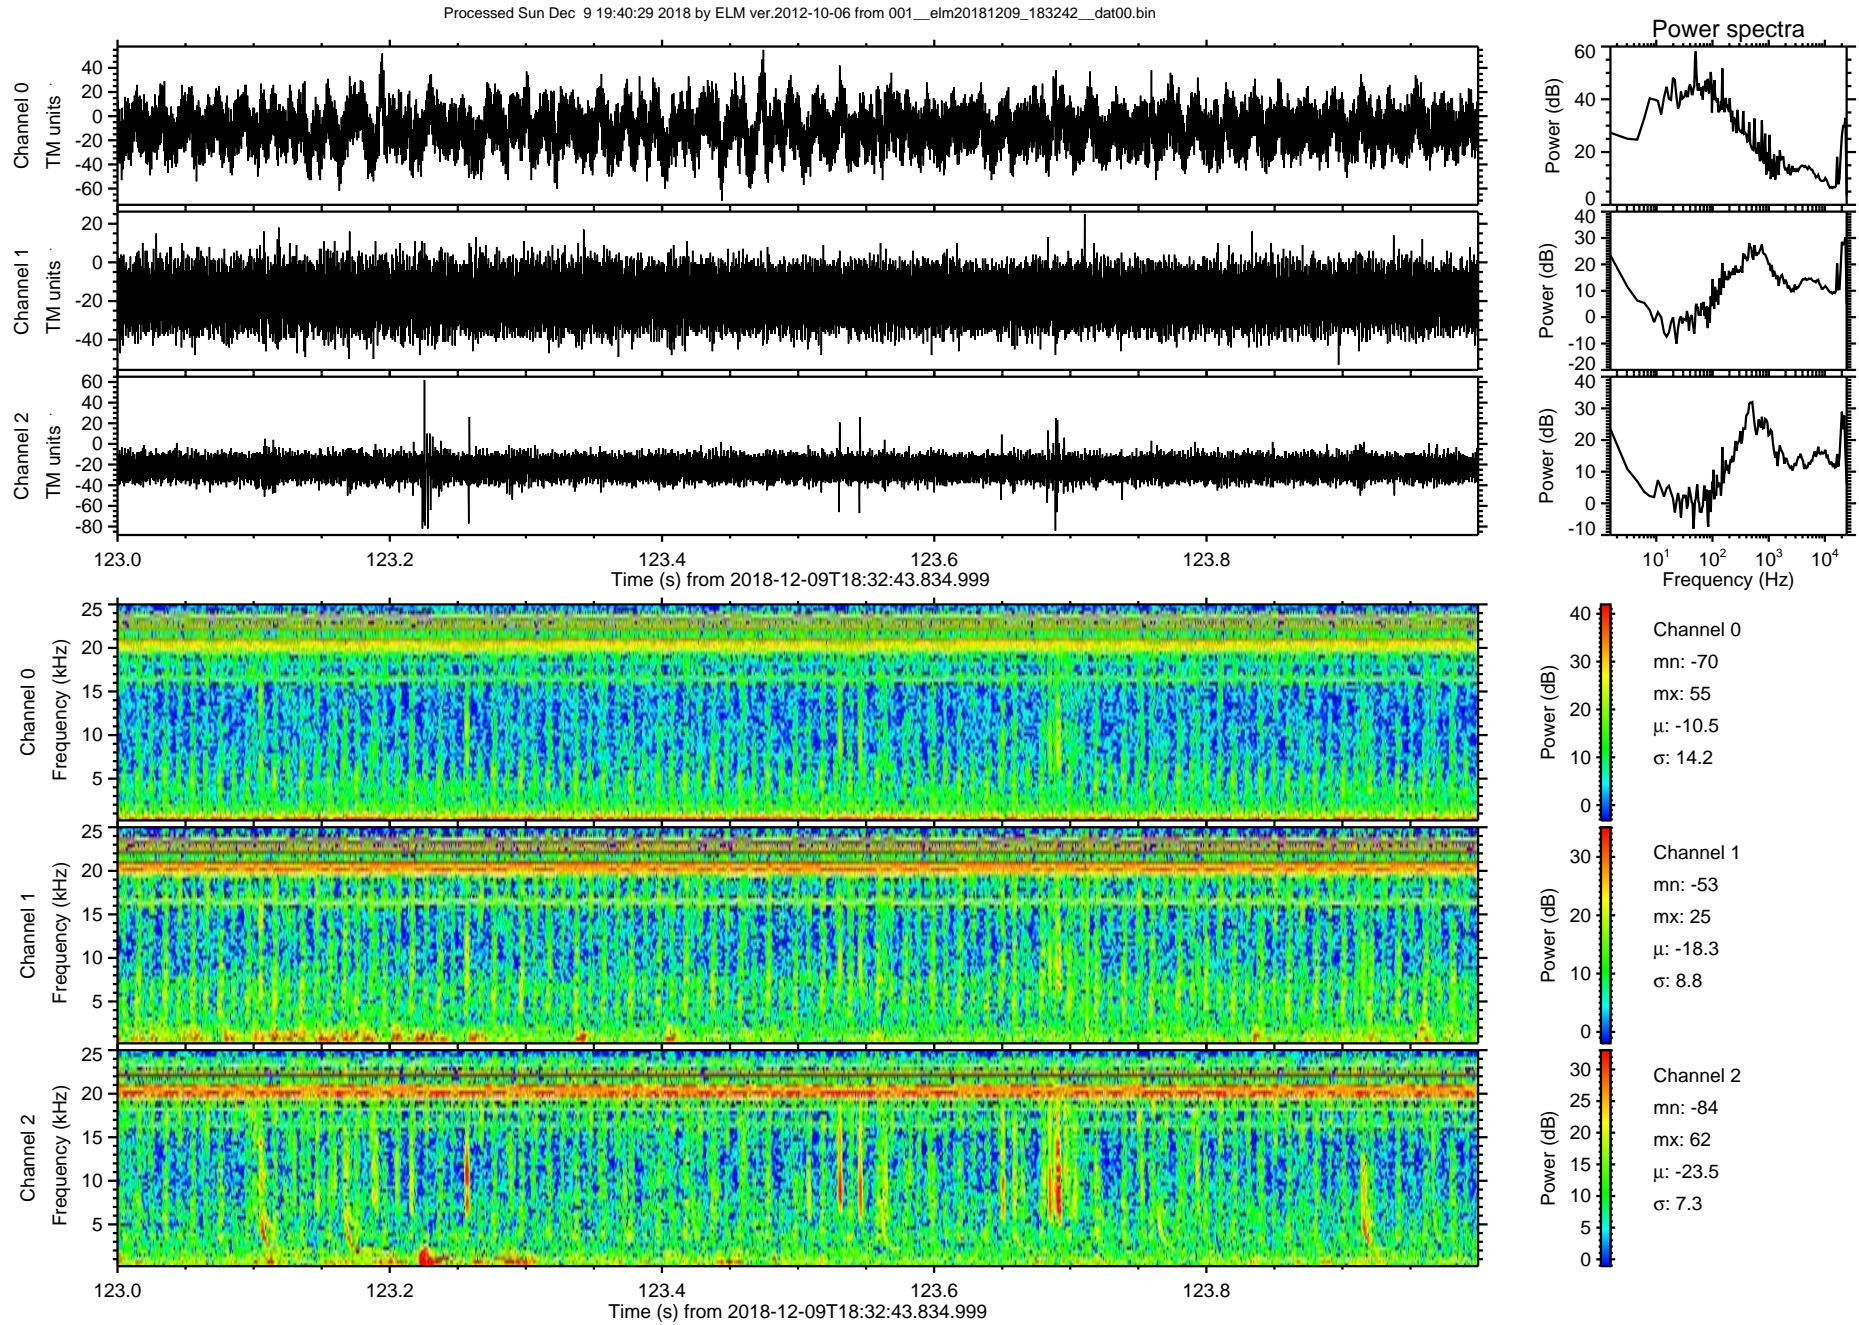 Processed Sun Dec  9 19:40:29 2018 by ELM ver.2012-10-06 from 001__elm20181209_183242__dat00.bin
Power spectra
Channel 0
TM units
40
20
0
-20
-40
-60
Power (dB)
60
40
20
0
Channel 1
TM units
20
0
-20
-40
Power (dB)
40
30
20
10
0
-10
-20
Channel 2
TM units
60
40
20
0
-20
-40
-60
-80
Power (dB)
40
30
20
10
0
-10
123.0 123.2 123.4 123.6 123.8
Time (s) from 2018-12-09T18:32:43.834.999
10^1 10^2 10^3 10^4
Frequency (Hz)
Channel 0
Frequency (kHz)
25
20
15
10
5
Power (dB)
40
30
20
10
0
Channel 0
mn: -70
mx: 55
µ: -10.5
σ: 14.2
Channel 1
Frequency (kHz)
25
20
15
10
5
Power (dB)
30
20
10
0
Channel 1
mn: -53
mx: 25
µ: -18.3
σ: 8.8
Channel 2
Frequency (kHz)
25
20
15
10
5
Power (dB)
30
25
20
15
10
5
0
Channel 2
mn: -84
mx: 62
µ: -23.5
σ: 7.3
123.0 123.2 123.4 123.6 123.8
Time (s) from 2018-12-09T18:32:43.834.999